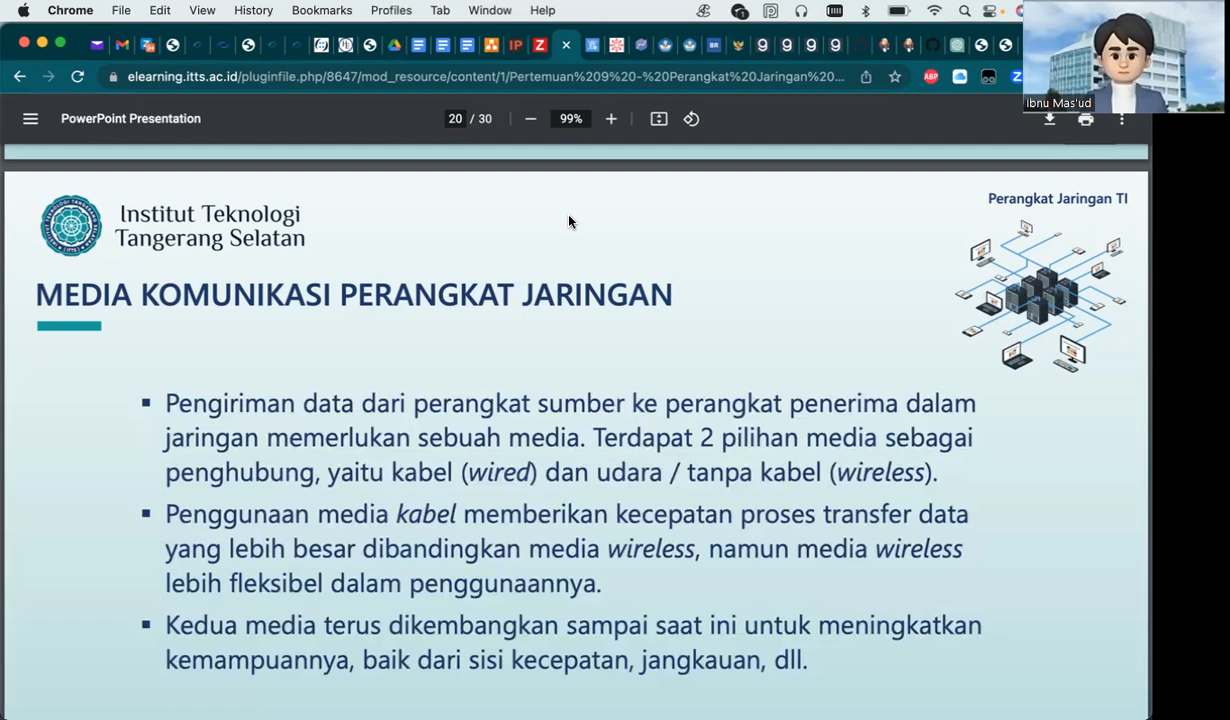 Chrome File Edit View History Bookmarks Profiles Tab Window Help
elearning.itts.ac.id/pluginfile.php/8647/mod_resource/content/1/Pertemuan%209%20-%20Perangkat%20Jaringan%20...
Ibnu Mas'ud
PowerPoint Presentation
20 / 30
99%
Institut Teknologi
Tangerang Selatan
Perangkat Jaringan TI
MEDIA KOMUNIKASI PERANGKAT JARINGAN
▪ Pengiriman data dari perangkat sumber ke perangkat penerima dalam
jaringan memerlukan sebuah media. Terdapat 2 pilihan media sebagai
penghubung, yaitu kabel (wired) dan udara / tanpa kabel (wireless).
▪ Penggunaan media kabel memberikan kecepatan proses transfer data
yang lebih besar dibandingkan media wireless, namun media wireless
lebih fleksibel dalam penggunaannya.
▪ Kedua media terus dikembangkan sampai saat ini untuk meningkatkan
kemampuannya, baik dari sisi kecepatan, jangkauan, dll.